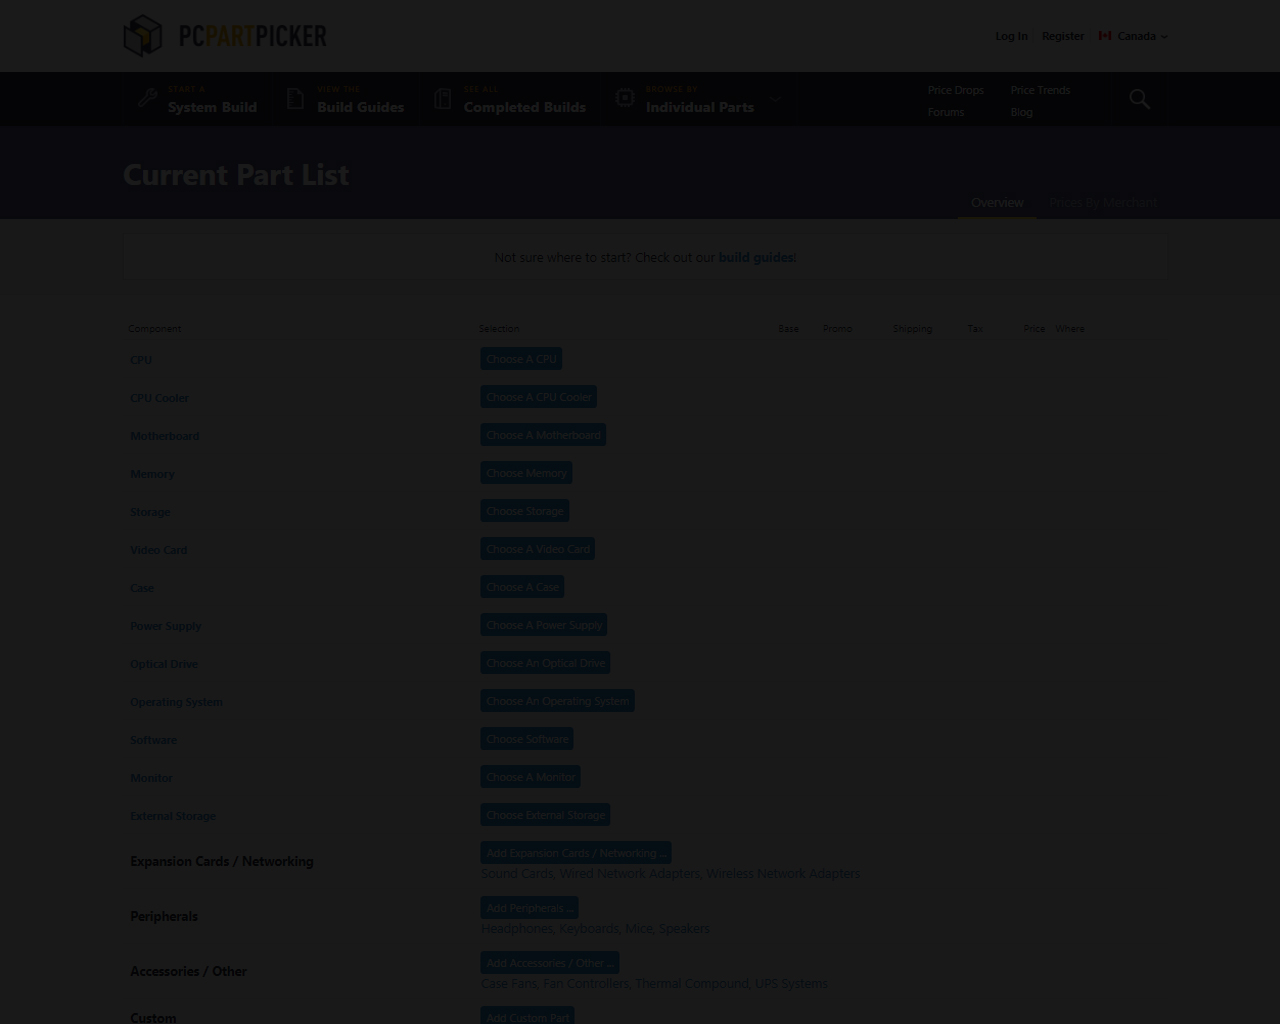 PCPARTPICKER
Log In Register Canada
START A
System Build
VIEW THE
Build Guides
SEE ALL
Completed Builds
BROWSE BY
Individual Parts
Price Drops Price Trends
Forums Blog
Current Part List
Overview Prices By Merchant
Not sure where to start? Check out our build guides!
Component Selection Base Promo Shipping Tax Price Where
CPU Choose A CPU
CPU Cooler Choose A CPU Cooler
Motherboard Choose A Motherboard
Memory Choose Memory
Storage Choose Storage
Video Card Choose A Video Card
Case Choose A Case
Power Supply Choose A Power Supply
Optical Drive Choose An Optical Drive
Operating System Choose An Operating System
Software Choose Software
Monitor Choose A Monitor
External Storage Choose External Storage
Expansion Cards / Networking Add Expansion Cards / Networking ...
Sound Cards, Wired Network Adapters, Wireless Network Adapters
Peripherals Add Peripherals ...
Headphones, Keyboards, Mice, Speakers
Accessories / Other Add Accessories / Other ...
Case Fans, Fan Controllers, Thermal Compound, UPS Systems
Custom Add Custom Part